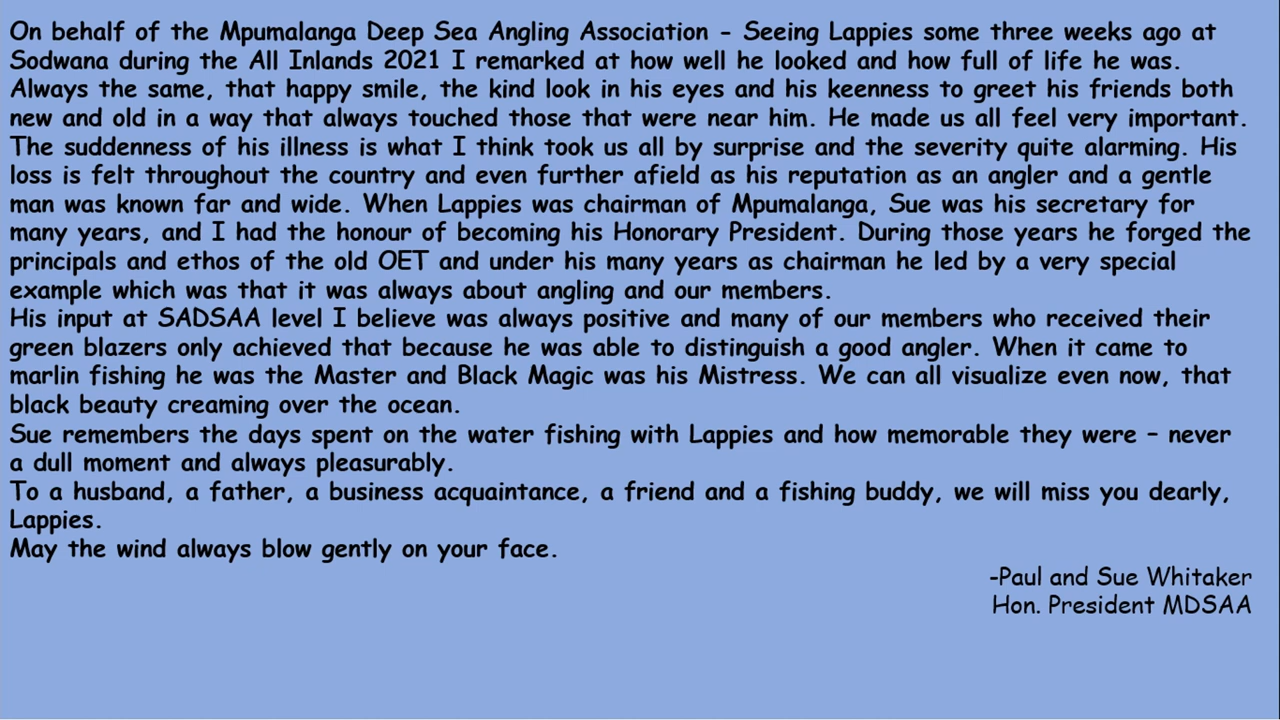 On behalf of the Mpumalanga Deep Sea Angling Association - Seeing Lappies some three weeks ago at
Sodwana during the All Inlands 2021 I remarked at how well he looked and how full of life he was.
Always the same, that happy smile, the kind look in his eyes and his keenness to greet his friends both
new and old in a way that always touched those that were near him. He made us all feel very important.
The suddenness of his illness is what I think took us all by surprise and the severity quite alarming. His
loss is felt throughout the country and even further afield as his reputation as an angler and a gentle
man was known far and wide. When Lappies was chairman of Mpumalanga, Sue was his secretary for
many years, and I had the honour of becoming his Honorary President. During those years he forged the
principals and ethos of the old OET and under his many years as chairman he led by a very special
example which was that it was always about angling and our members.
His input at SADSAA level I believe was always positive and many of our members who received their
green blazers only achieved that because he was able to distinguish a good angler. When it came to
marlin fishing he was the Master and Black Magic was his Mistress. We can all visualize even now, that
black beauty creaming over the ocean.
Sue remembers the days spent on the water fishing with Lappies and how memorable they were – never
a dull moment and always pleasurably.
To a husband, a father, a business acquaintance, a friend and a fishing buddy, we will miss you dearly,
Lappies.
May the wind always blow gently on your face.
-Paul and Sue Whitaker
Hon. President MDSAA